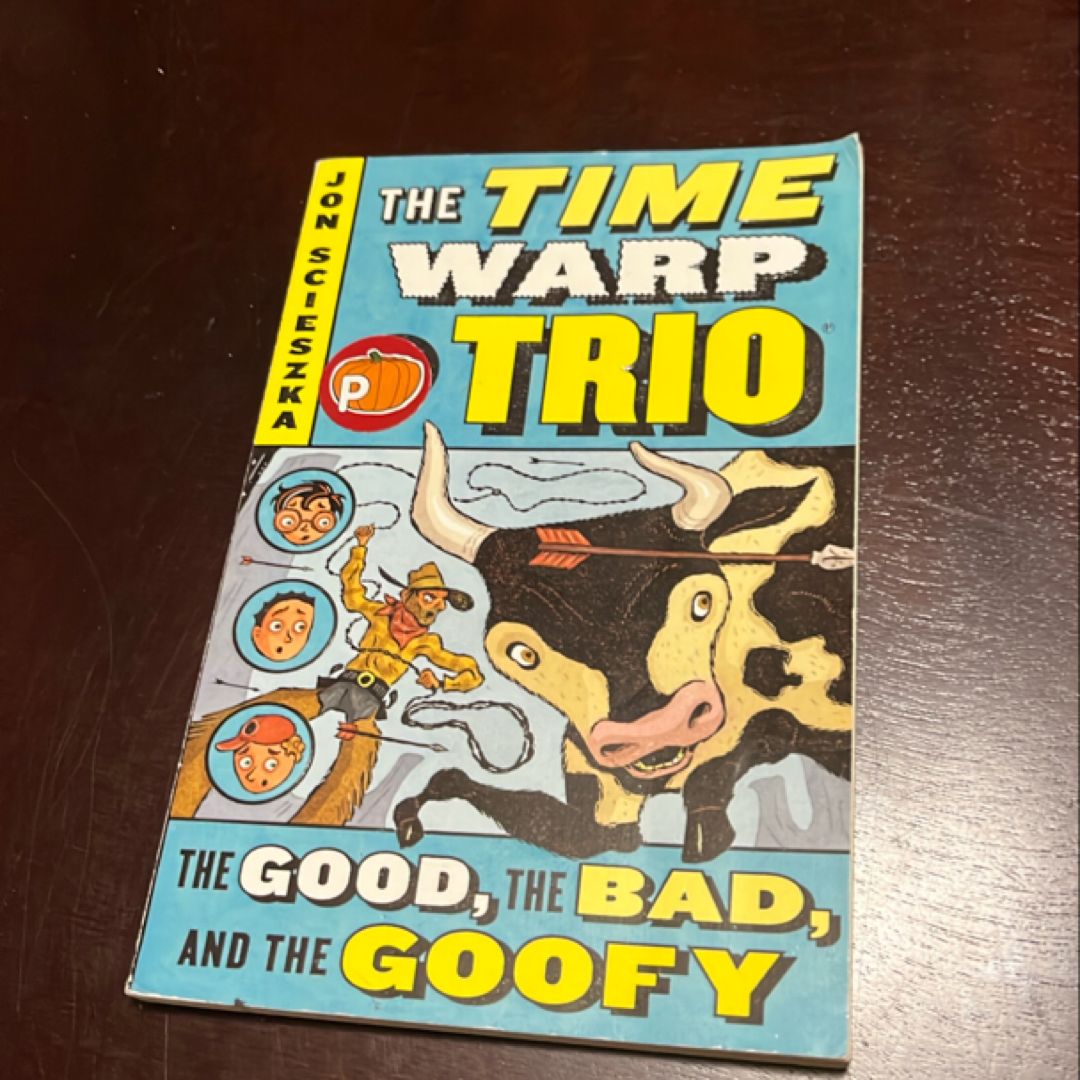 JON SCIESZKA
THE TIME
WARP
TRIO
P
THE GOOD, THE BAD,
AND THE GOOFY